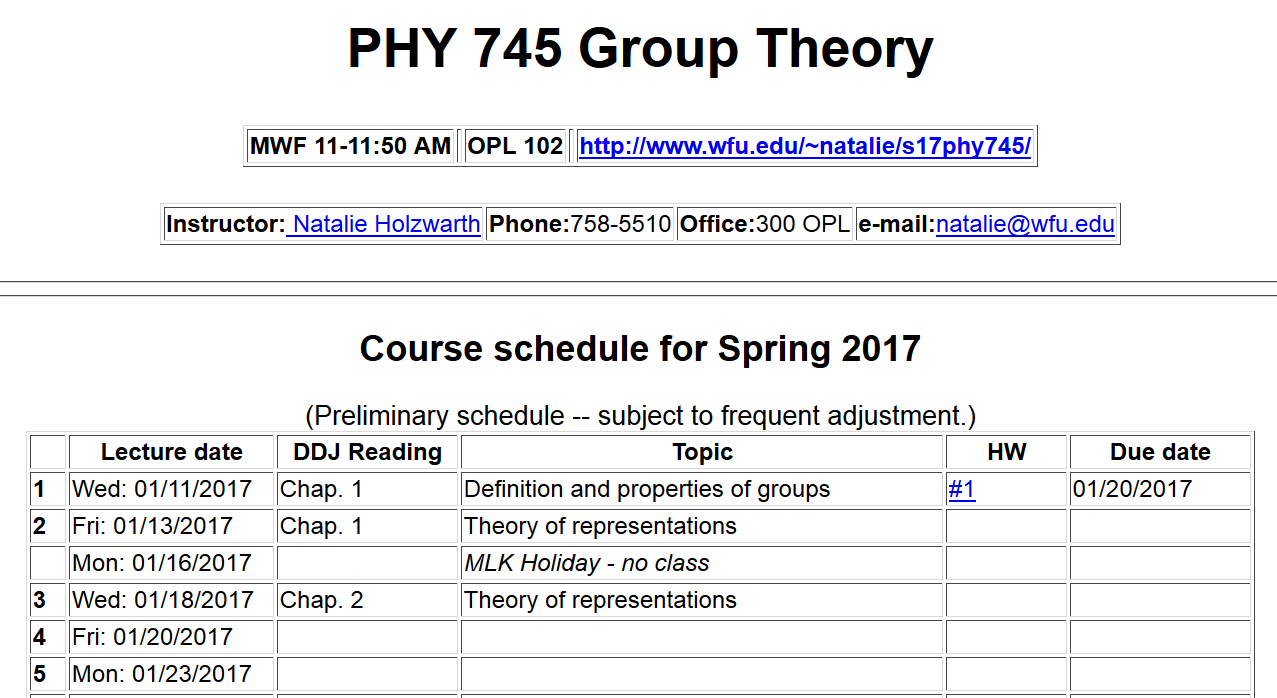 PHY 745 Group Theory
MWF 11-11:50 AM OPL 102 http://www.wfu.edu/~natalie/s17phy745/
Instructor: Natalie Holzwarth Phone:758-5510 Office:300 OPL e-mail:natalie@wfu.edu
Course schedule for Spring 2017
(Preliminary schedule -- subject to frequent adjustment.)
Lecture date DDJ Reading Topic HW Due date
1 Wed: 01/11/2017 Chap. 1 Definition and properties of groups #1 01/20/2017
2 Fri: 01/13/2017 Chap. 1 Theory of representations
Mon: 01/16/2017 MLK Holiday - no class
3 Wed: 01/18/2017 Chap. 2 Theory of representations
4 Fri: 01/20/2017
5 Mon: 01/23/2017